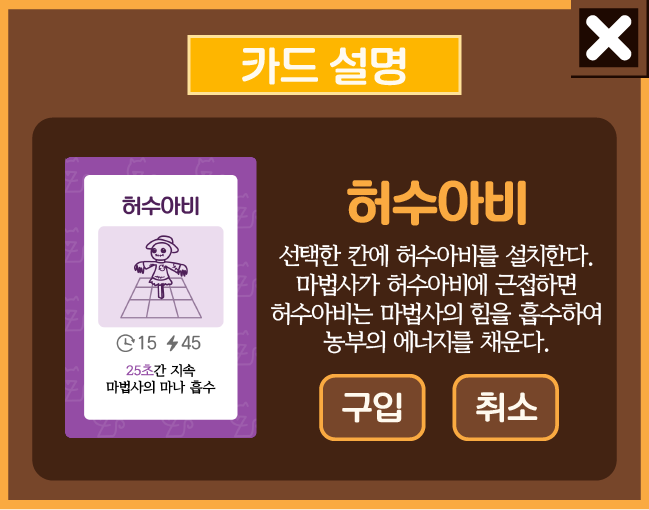 카드 설명
허수아비
15 45
25초간 지속
마법사의 마나 흡수
허수아비
선택한 칸에 허수아비를 설치한다.
마법사가 허수아비에 근접하면
허수아비는 마법사의 힘을 흡수하여
농부의 에너지를 채운다.
구입 취소